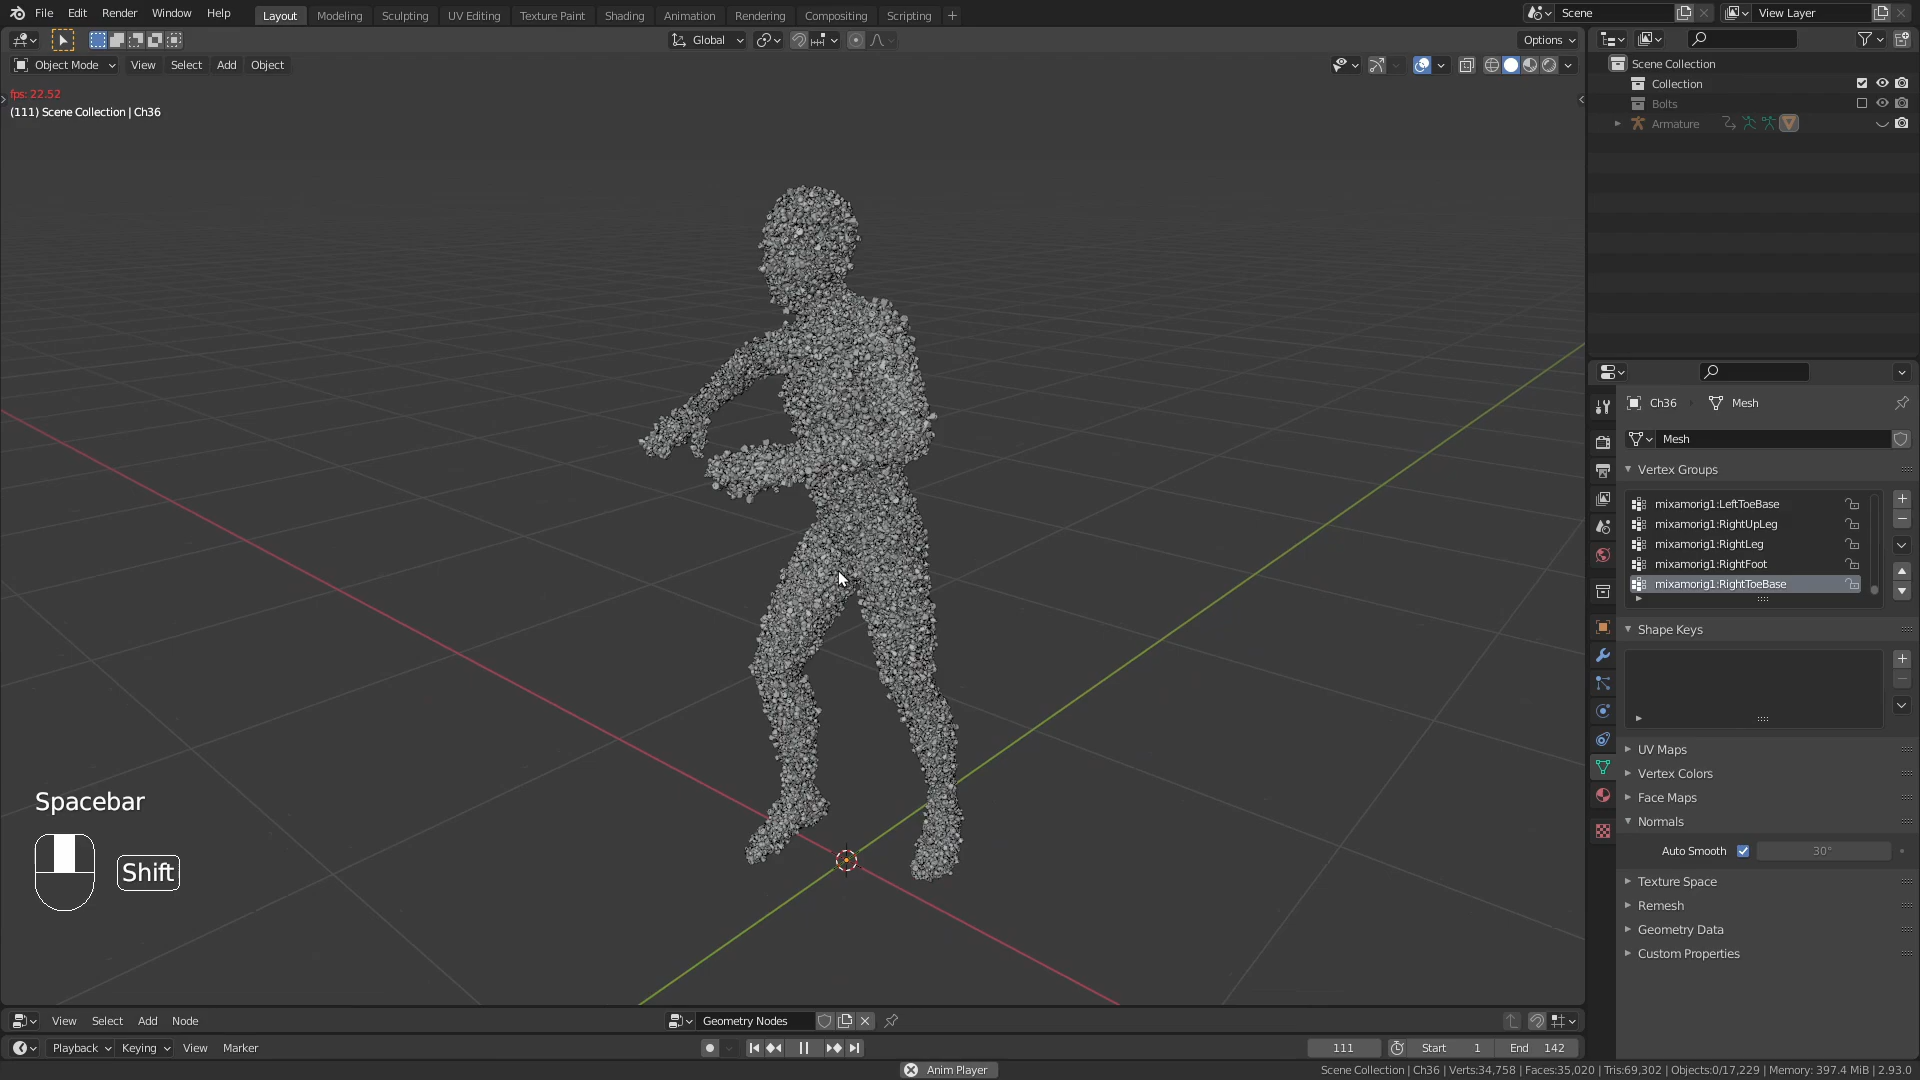 File Edit Render Window Help Layout Modeling Sculpting UV Editing Texture Paint Shading Animation Rendering Compositing Scripting + Scene View Layer
Global Options
Object Mode View Select Add Object
fps: 22.52
(111) Scene Collection | Ch36
Scene Collection
Collection
Bolts
Armature
Ch36 Mesh
Mesh
Vertex Groups
mixamorig1:LeftToeBase
mixamorig1:RightUpLeg
mixamorig1:RightLeg
mixamorig1:RightFoot
mixamorig1:RightToeBase
Shape Keys
UV Maps
Vertex Colors
Face Maps
Normals
Auto Smooth 30°
Texture Space
Remesh
Geometry Data
Custom Properties
Spacebar
Shift
View Select Add Node Geometry Nodes
Playback Keying View Marker 111 Start 1 End 142
Anim Player
Scene Collection | Ch36 | Verts:34,758 | Faces:35,020 | Tris:69,302 | Objects:0/17,229 | Memory: 397.4 MiB | 2.93.0